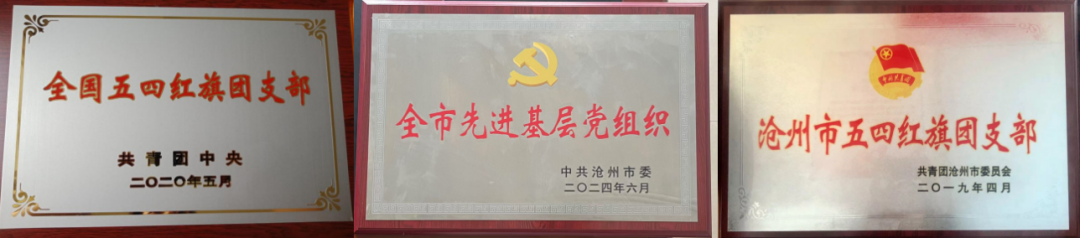 全国五四红旗团支部
共青团中央
二〇二〇年五月
全市先进基层党组织
中共沧州市委
二〇二四年六月
沧州市五四红旗团支部
共青团沧州市委员会
二〇一九年四月